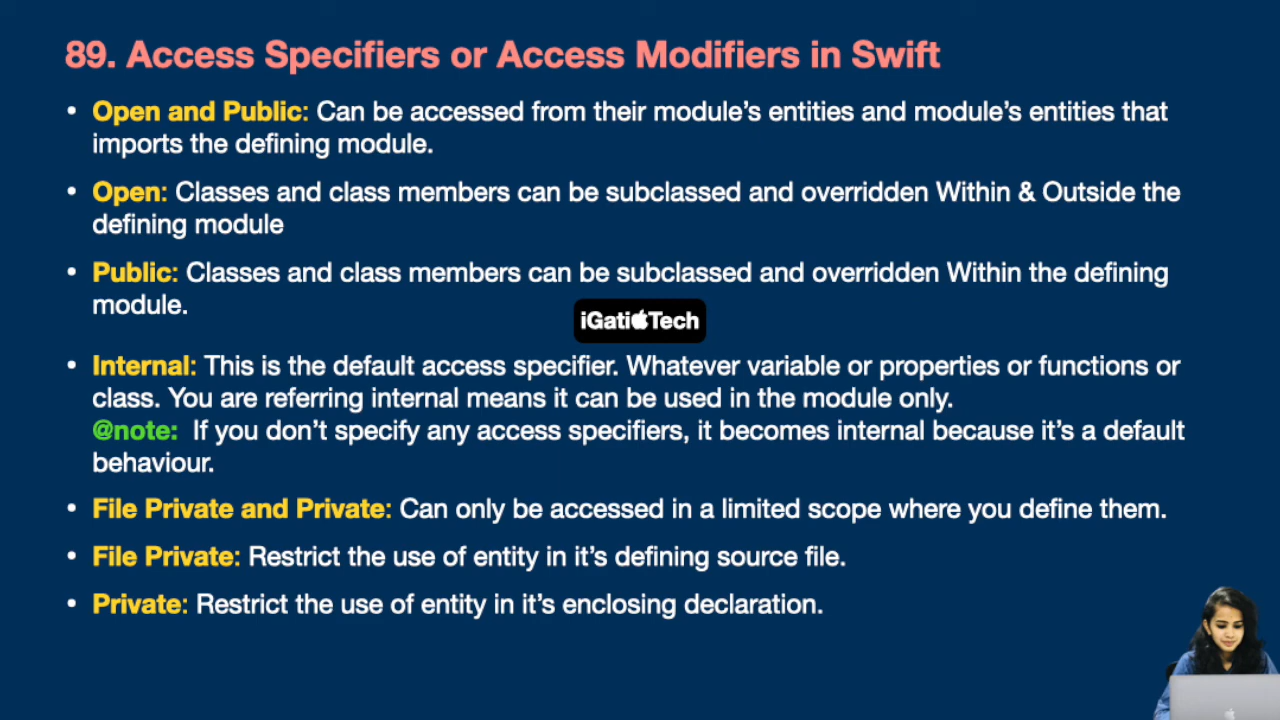 89. Access Specifiers or Access Modifiers in Swift
• Open and Public: Can be accessed from their module’s entities and module’s entities that
imports the defining module.
• Open: Classes and class members can be subclassed and overridden Within & Outside the
defining module
• Public: Classes and class members can be subclassed and overridden Within the defining
module.
iGatiTech
• Internal: This is the default access specifier. Whatever variable or properties or functions or
class. You are referring internal means it can be used in the module only.
@note: If you don’t specify any access specifiers, it becomes internal because it’s a default
behaviour.
• File Private and Private: Can only be accessed in a limited scope where you define them.
• File Private: Restrict the use of entity in it’s defining source file.
• Private: Restrict the use of entity in it’s enclosing declaration.